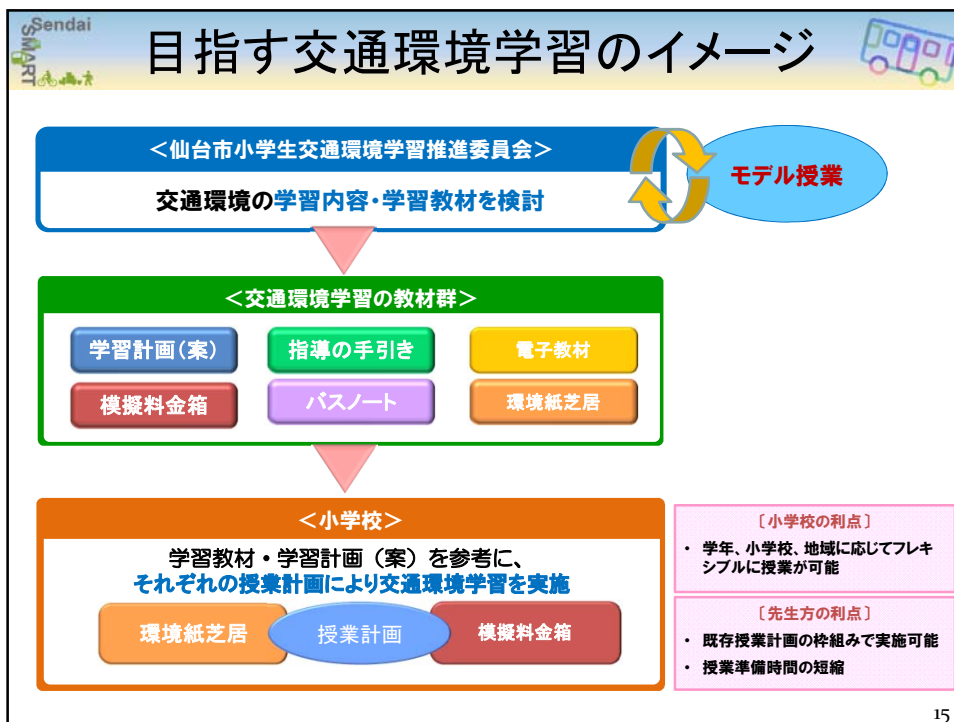 Sendai
SMART
目指す交通環境学習のイメージ
＜仙台市小学生交通環境学習推進委員会＞
交通環境の学習内容・学習教材を検討
モデル授業
＜交通環境学習の教材群＞
学習計画（案）
指導の手引き
電子教材
模擬料金箱
バスノート
環境紙芝居
＜小学校＞
学習教材・学習計画（案）を参考に、
それぞれの授業計画により交通環境学習を実施
環境紙芝居
授業計画
模擬料金箱
〔小学校の利点〕
・ 学年、小学校、地域に応じてフレキ
シブルに授業が可能
〔先生方の利点〕
・ 既存授業計画の枠組みで実施可能
・ 授業準備時間の短縮
15